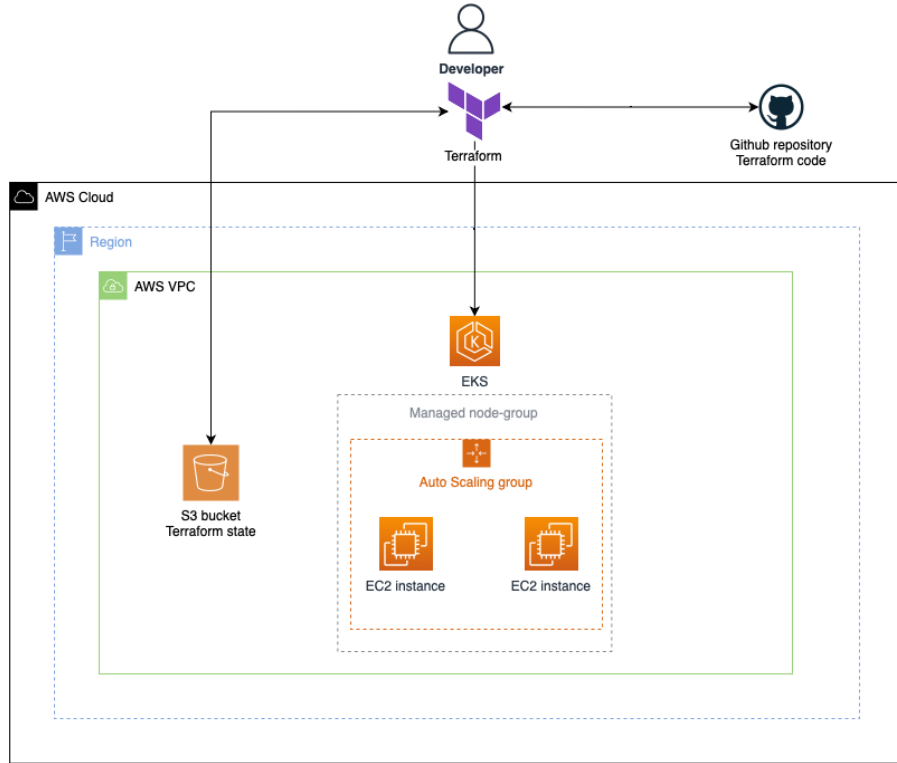 Developer
Terraform
Github repository
Terraform code
AWS Cloud
Region
AWS VPC
K
EKS
Managed node-group
Auto Scaling group
S3 bucket
Terraform state
EC2 instance
EC2 instance